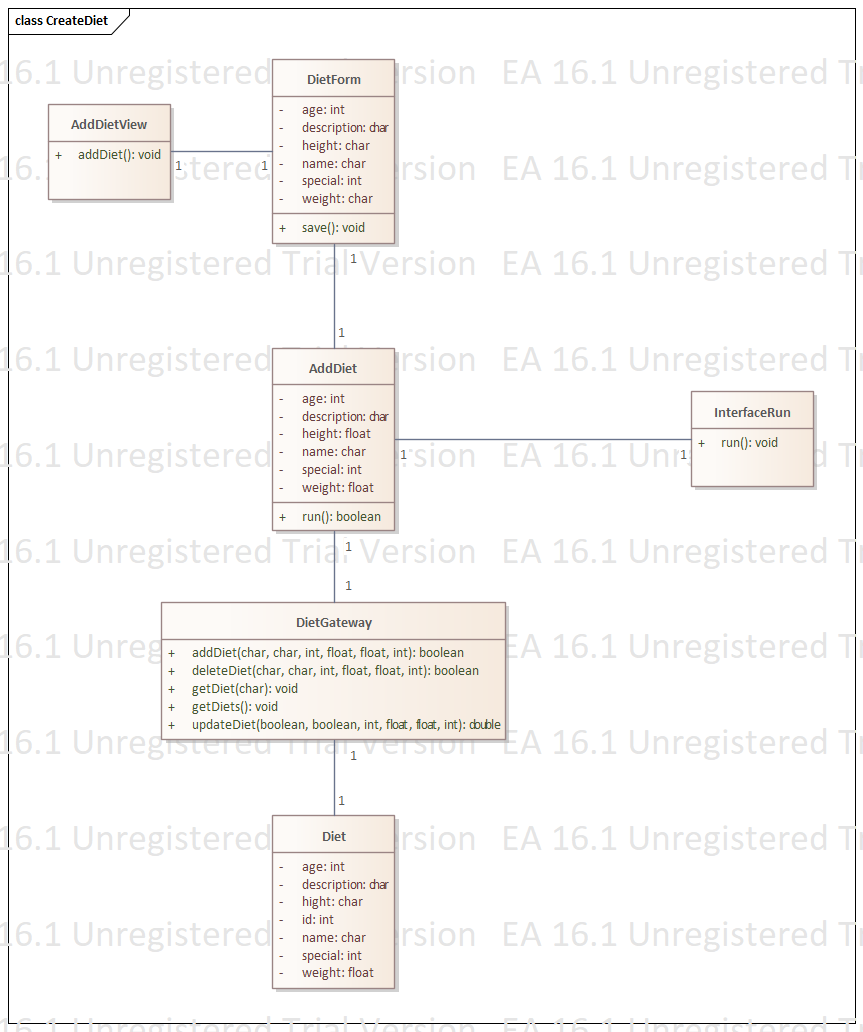 class CreateDiet
EA 16.1 Unregistered Trial Version
DietForm
- age: int
- description: char
- height: char
- name: char
- special: int
- weight: char
+ save(): void
AddDietView
+ addDiet(): void
1
1
1
1
AddDiet
- age: int
- description: char
- height: float
- name: char
- special: int
- weight: float
+ run(): boolean
InterfaceRun
+ run(): void
1
1
1
1
DietGateway
+ addDiet(char, char, int, float, float, int): boolean
+ deleteDiet(char, char, int, float, float, int): boolean
+ getDiet(char): void
+ getDiets(): void
+ updateDiet(boolean, boolean, int, float, float, int): double
1
1
Diet
- age: int
- description: char
- hight: char
- id: int
- name: char
- special: int
- weight: float